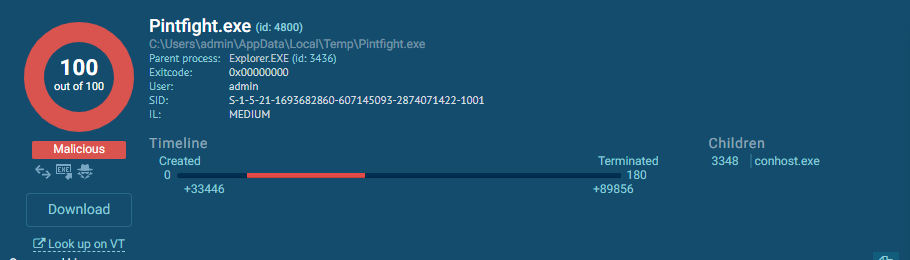 Pintfight.exe (id: 4800)
C:\Users\admin\AppData\Local\Temp\Pintfight.exe
100
out of 100
Parent process: Explorer.EXE (id: 3436)
Exitcode: 0x00000000
User: admin
SID: S-1-5-21-1693682860-607145093-2874071422-1001
IL: MEDIUM
Malicious
EXE
Timeline
Children
Created Terminated
3348 conhost.exe
0 180
+33446 +89856
Download
Look up on VT